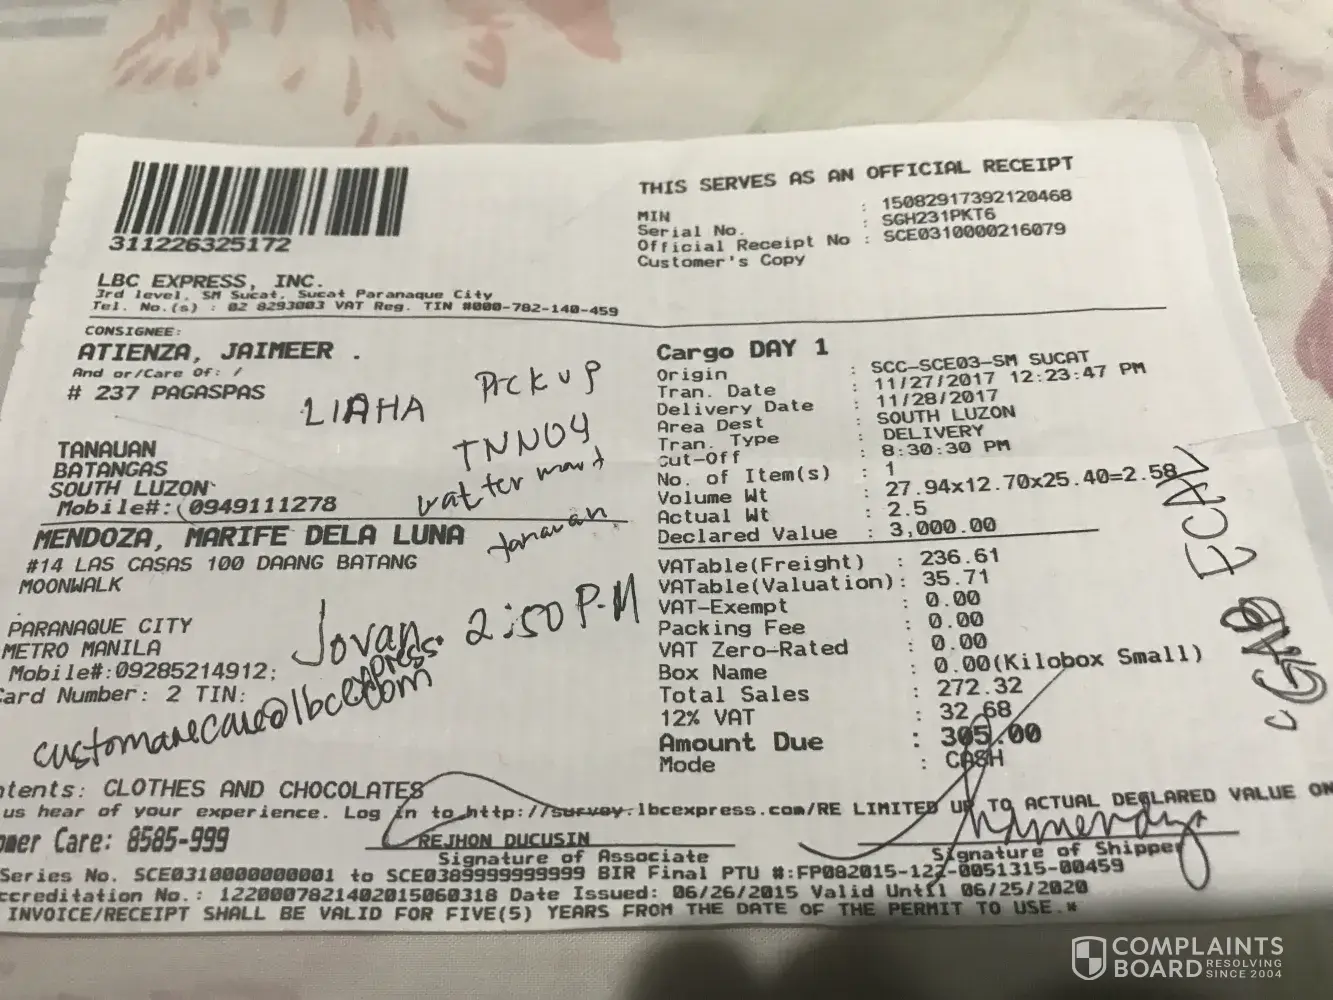 THIS SERVES AS AN OFFICIAL RECEIPT
MIN : 15082917392120468
Serial No. : SGH231PKT6
Official Receipt No : SCE0310000216079
Customer's Copy
311226325172
LBC EXPRESS, INC.
3rd level, SM Sucat, Sucat Paranaque City
Tel. No.(s) : 02 8293003 VAT Reg. TIN #000-782-140-459
CONSIGNEE:
ATIENZA, JAIMEER .
And or/Care Of: /
# 237 PAGASPAS
LIAHA
Pick up
TNN04
TANAUAN
BATANGAS
SOUTH LUZON
Mobile#: 0949111278
tanauan
MENDOZA, MARIFE DELA LUNA
#14 LAS CASAS 100 DAANG BATANG
MOONWALK
PARANAQUE CITY
METRO MANILA
Mobile#:09285214912;
Card Number: 2 TIN:
Jovan 2:50 P.M
customarecare@lbcexpress.com
Cargo DAY 1
Origin : SCC-SCE03-SM SUCAT
Tran. Date : 11/27/2017 12:23:47 PM
Delivery Date : 11/28/2017
Area Dest : SOUTH LUZON
Tran. Type : DELIVERY
Cut-Off : 8:30:30 PM
No. of Item(s) : 1
Volume Wt : 27.94x12.70x25.40=2.58
Actual Wt : 2.5
Declared Value : 3,000.00
VATable(Freight) : 236.61
VATable(Valuation): 35.71
VAT-Exempt : 0.00
Packing Fee : 0.00
VAT Zero-Rated : 0.00
Box Name : 0.00(Kilobox Small)
Total Sales : 272.32
12% VAT : 32.68
Amount Due : 305.00
Mode : CASH
ntents: CLOTHES AND CHOCOLATES
us hear of your experience. Log in to http://survey.lbcexpress.com/RE LIMITED UP TO ACTUAL DECLARED VALUE ON
omer Care: 8585-999
REJHON DUCUSIN
Signature of Associate
Signature of Shipper
Series No. SCE0310000000001 to SCE0389999999999 BIR Final PTU #:FP082015-122-0051315-00459
ccreditation No.: 1220007821402015060318 Date Issued: 06/26/2015 Valid Until 06/25/2020
INVOICE/RECEIPT SHALL BE VALID FOR FIVE(5) YEARS FROM THE DATE OF THE PERMIT TO USE.*
COMPLAINTS
BOARD RESOLVING SINCE 2004